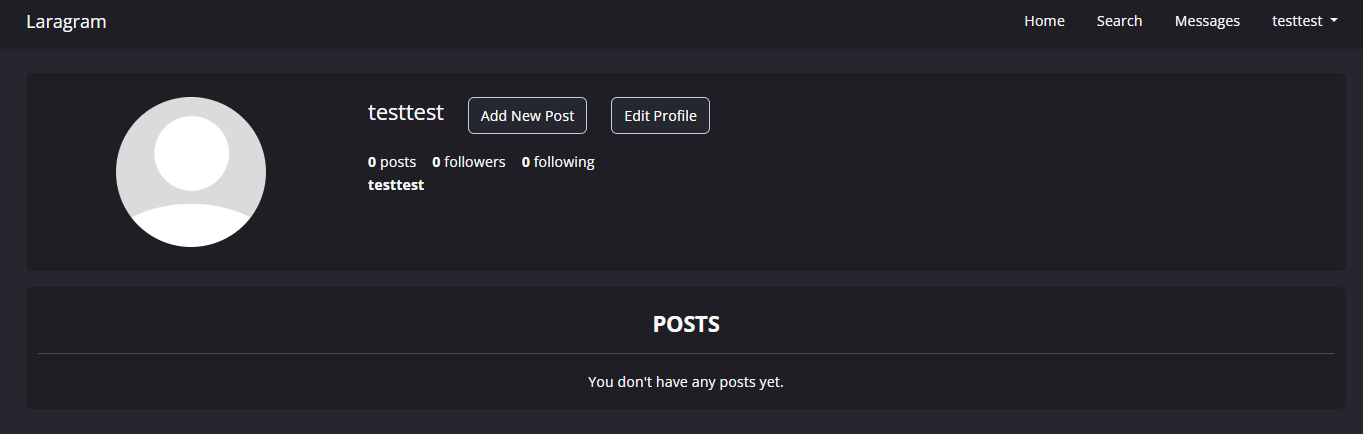 Laragram Home Search Messages testtest
testtest Add New Post Edit Profile
0 posts 0 followers 0 following
testtest
POSTS
You don't have any posts yet.